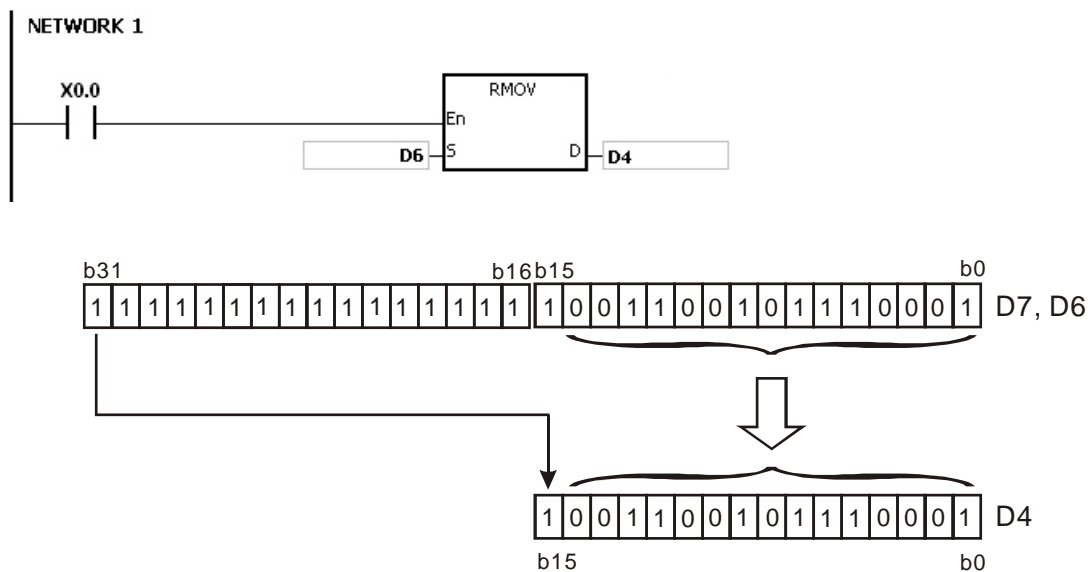 NETWORK 1
X0.0
RMOV
En
D6 S D D4
b31 b16 b15 b0
1 1 1 1 1 1 1 1 1 1 1 1 1 1 1 1 1 0 0 1 1 0 0 1 0 1 1 1 0 0 0 1 D7, D6
1 0 0 1 1 0 0 1 0 1 1 1 0 0 0 1 D4
b15 b0